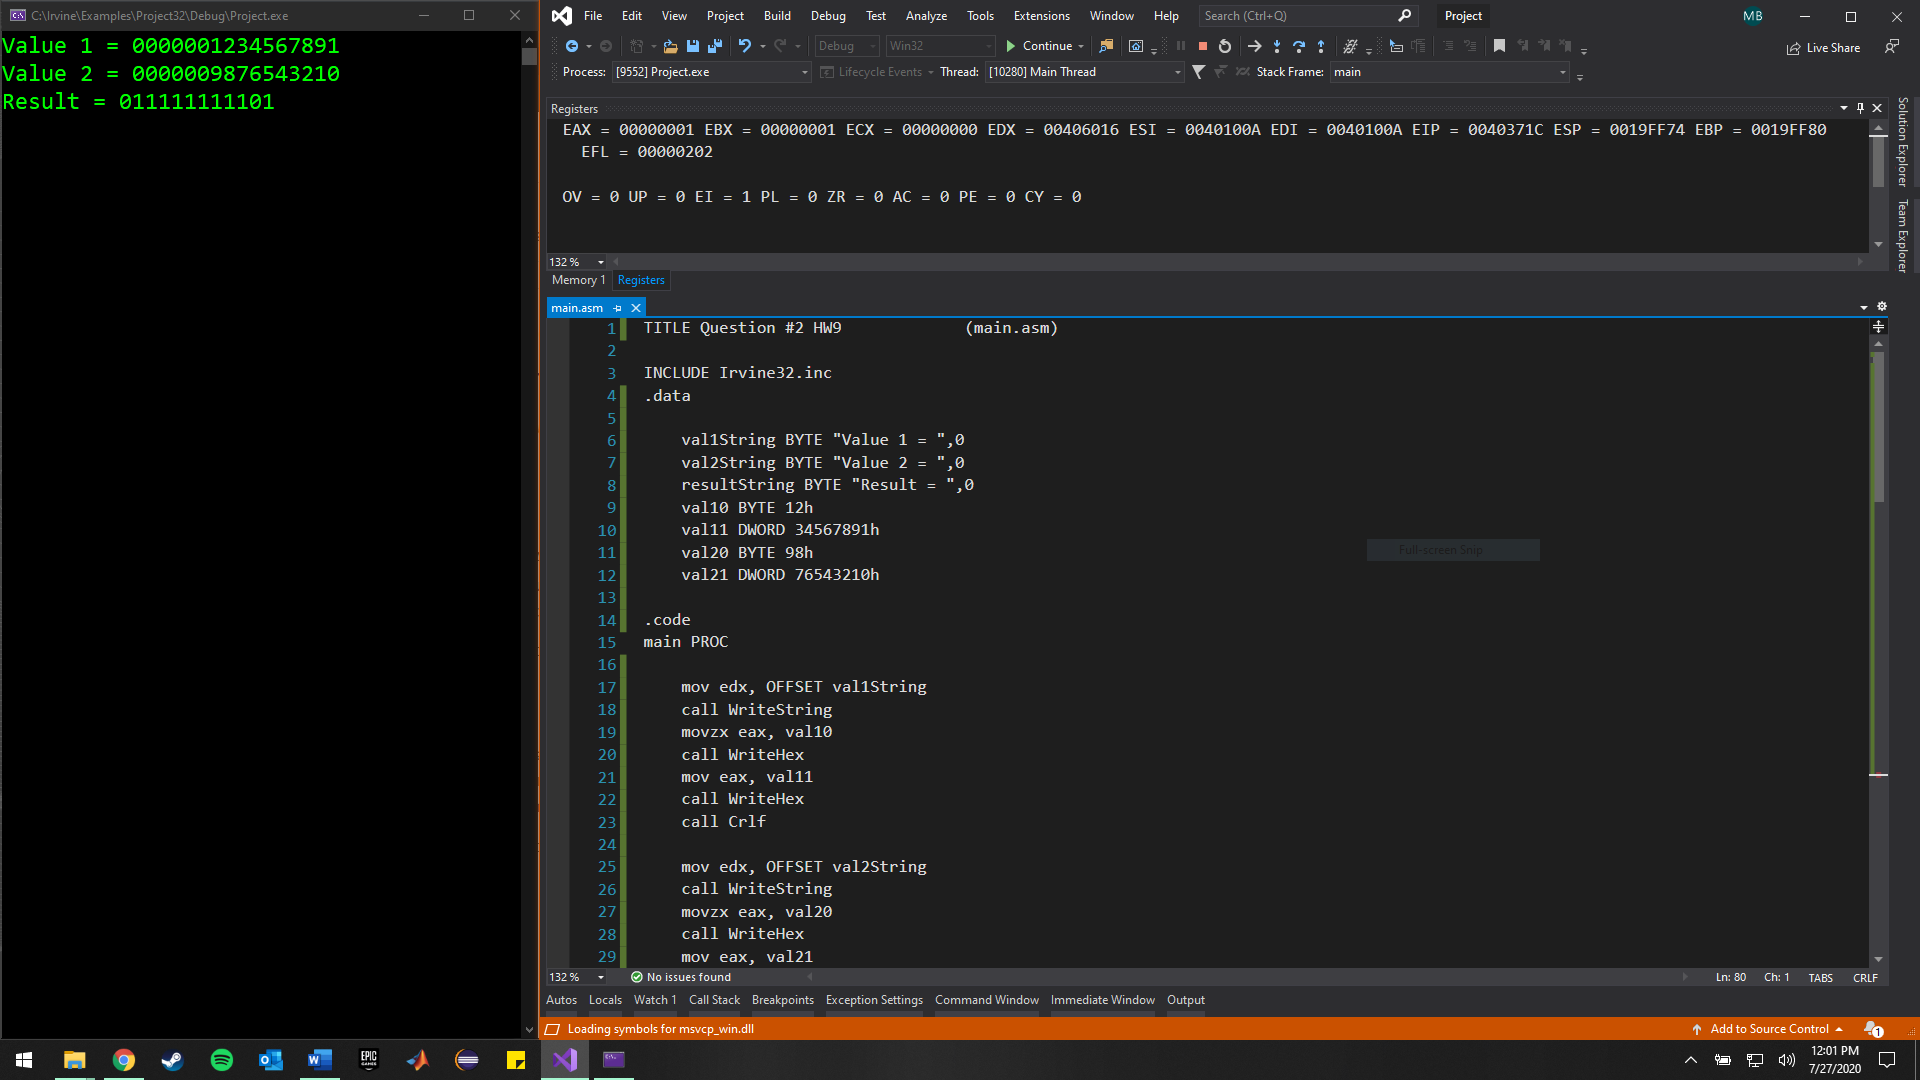 C:\Irvine\Examples\Project32\Debug\Project.exe
Value 1 = 0000001234567891
Value 2 = 0000009876543210
Result = 011111111101
File Edit View Project Build Debug Test Analyze Tools Extensions Window Help Search (Ctrl+Q) Project MB
Debug Win32 Continue Live Share
Process: [9552] Project.exe Lifecycle Events Thread: [10280] Main Thread Stack Frame: main
Registers
EAX = 00000001 EBX = 00000001 ECX = 00000000 EDX = 00406016 ESI = 0040100A EDI = 0040100A EIP = 0040371C ESP = 0019FF74 EBP = 0019FF80
EFL = 00000202
OV = 0 UP = 0 EI = 1 PL = 0 ZR = 0 AC = 0 PE = 0 CY = 0
132 %
Memory 1 Registers
Solution Explorer
Team Explorer
main.asm
1 TITLE Question #2 HW9 (main.asm)
2
3 INCLUDE Irvine32.inc
4 .data
5
6 val1String BYTE "Value 1 = ",0
7 val2String BYTE "Value 2 = ",0
8 resultString BYTE "Result = ",0
9 val10 BYTE 12h
10 val11 DWORD 34567891h
11 val20 BYTE 98h
12 val21 DWORD 76543210h
13
14 .code
15 main PROC
16
17 mov edx, OFFSET val1String
18 call WriteString
19 movzx eax, val10
20 call WriteHex
21 mov eax, val11
22 call WriteHex
23 call Crlf
24
25 mov edx, OFFSET val2String
26 call WriteString
27 movzx eax, val20
28 call WriteHex
29 mov eax, val21
Full-screen Snip
132 % No issues found Ln: 80 Ch: 1 TABS CRLF
Autos Locals Watch 1 Call Stack Breakpoints Exception Settings Command Window Immediate Window Output
Loading symbols for msvcp_win.dll Add to Source Control 1
EPIC GAMES
12:01 PM
7/27/2020